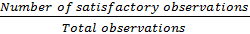 Number of satisfactory observations
Total observations